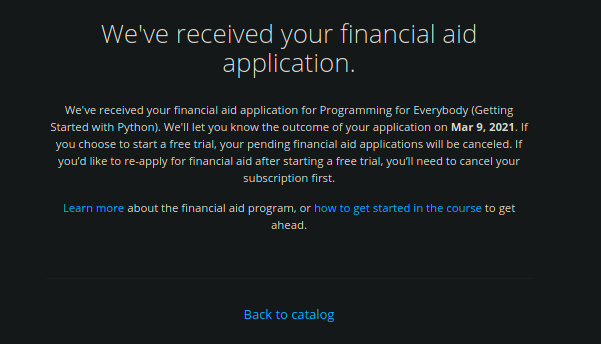 We've received your financial aid
application.
We've received your financial aid application for Programming for Everybody (Getting
Started with Python). We'll let you know the outcome of your application on Mar 9, 2021. If
you choose to start a free trial, your pending financial aid applications will be canceled. If
you’d like to re-apply for financial aid after starting a free trial, you’ll need to cancel your
subscription first.
Learn more about the financial aid program, or how to get started in the course to get
ahead.
Back to catalog